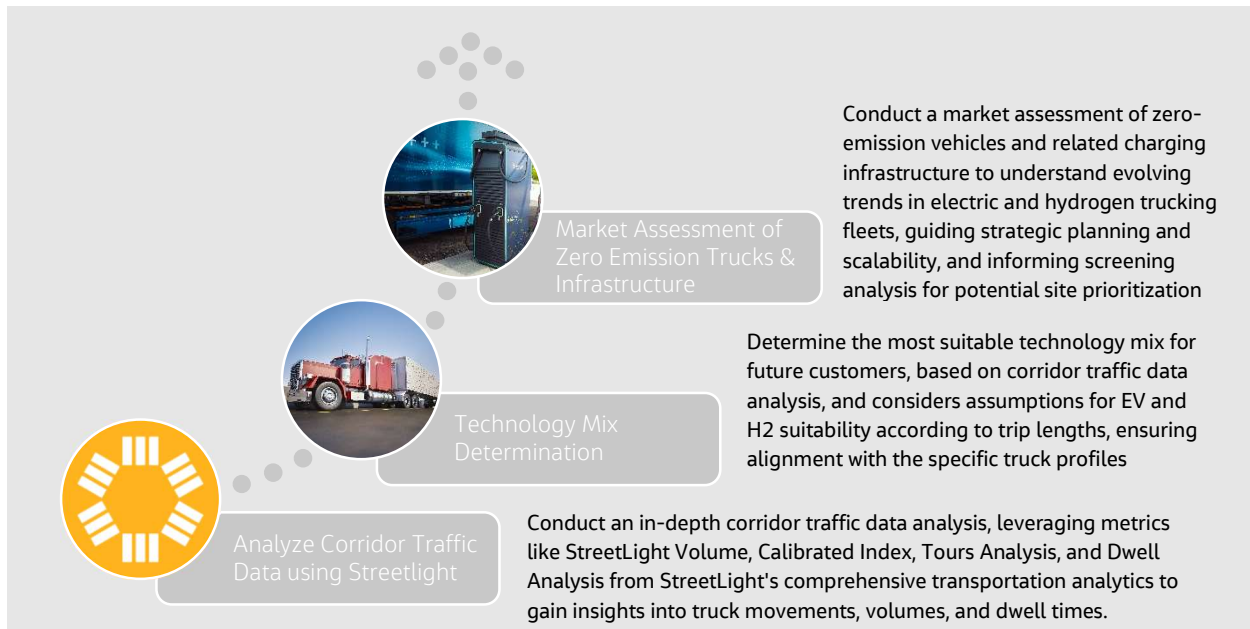 Conduct a market assessment of zero-
emission vehicles and related charging
infrastructure to understand evolving
trends in electric and hydrogen trucking
fleets, guiding strategic planning and
scalability, and informing screening
analysis for potential site prioritization
Market Assessment of
Zero Emission Trucks &
Infrastructure
Determine the most suitable technology mix for
future customers, based on corridor traffic data
analysis, and considers assumptions for EV and
H2 suitability according to trip lengths, ensuring
alignment with the specific truck profiles
Technology Mix
Determination
Conduct an in-depth corridor traffic data analysis, leveraging metrics
like StreetLight Volume, Calibrated Index, Tours Analysis, and Dwell
Analysis from StreetLight's comprehensive transportation analytics to
gain insights into truck movements, volumes, and dwell times.
Analyze Corridor Traffic
Data using Streetlight